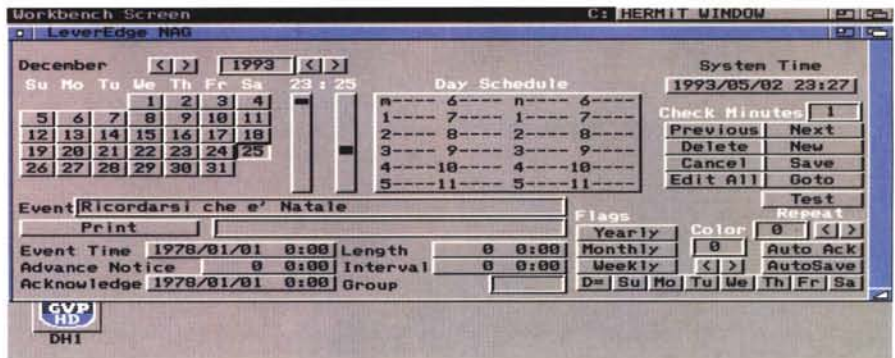 Workbench Screen C: HERMiT WINDOW
LeverEdge NAG
December < > 1993 < >
Su Mo Tu We Th Fr Sa 23 : 25
1 2 3 4
5 6 7 8 9 10 11
12 13 14 15 16 17 18
19 20 21 22 23 24 25
26 27 28 29 30 31
Day Schedule
m---- 6---- n---- 6----
1---- 7---- 1---- 7----
2---- 8---- 2---- 8----
3---- 9---- 3---- 9----
4----10---- 4----10----
5----11---- 5----11----
System Time
1993/05/02 23:27
Check Minutes 1
Previous Next
Delete New
Cancel Save
Edit All Goto
Test
Event Ricordarsi che e' Natale
Print
Event Time 1978/01/01 0:00 Length 0 0:00
Advance Notice 0 0:00 Interval 0 0:00
Acknowledge 1978/01/01 0:00 Group
Flags
Yearly
Monthly
Weekly
Color
0
< >
Repeat
0 < >
Auto Ack
AutoSave
D= Su Mo Tu We Th Fr Sa
GVP
HD
DH1